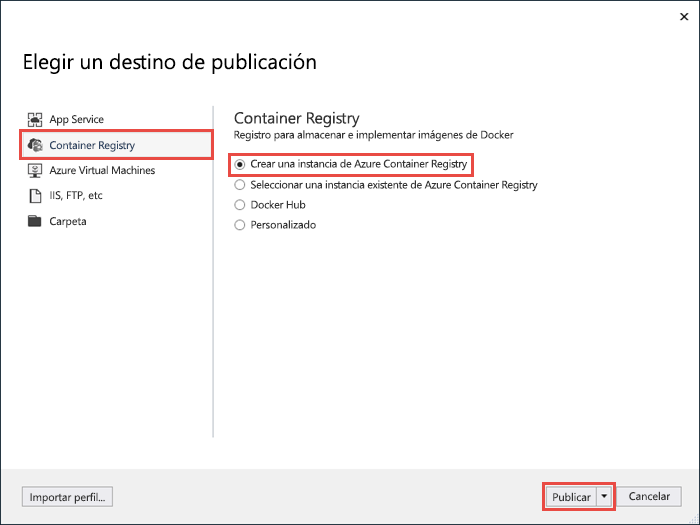 Elegir un destino de publicación
App Service
Container Registry
Azure Virtual Machines
IIS, FTP, etc
Carpeta
Container Registry
Registro para almacenar e implementar imágenes de Docker
Crear una instancia de Azure Container Registry
Seleccionar una instancia existente de Azure Container Registry
Docker Hub
Personalizado
Importar perfil...
Publicar
Cancelar